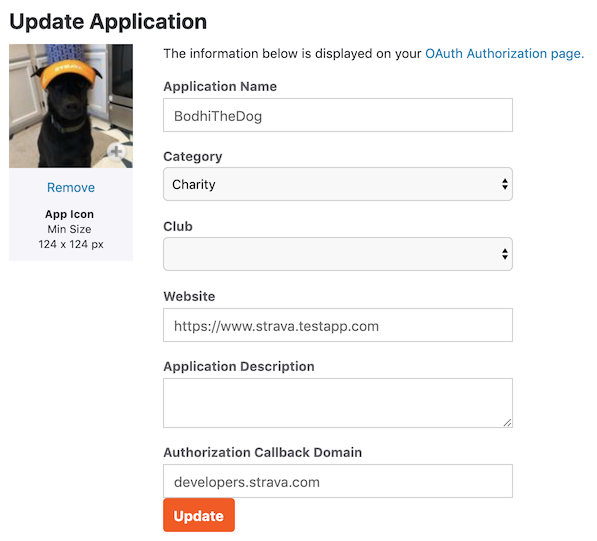 Update Application
The information below is displayed on your OAuth Authorization page.
Remove
App Icon
Min Size
124 x 124 px
Application Name
BodhiTheDog
Category
Charity
Club
Website
https://www.strava.testapp.com
Application Description
Authorization Callback Domain
developers.strava.com
Update